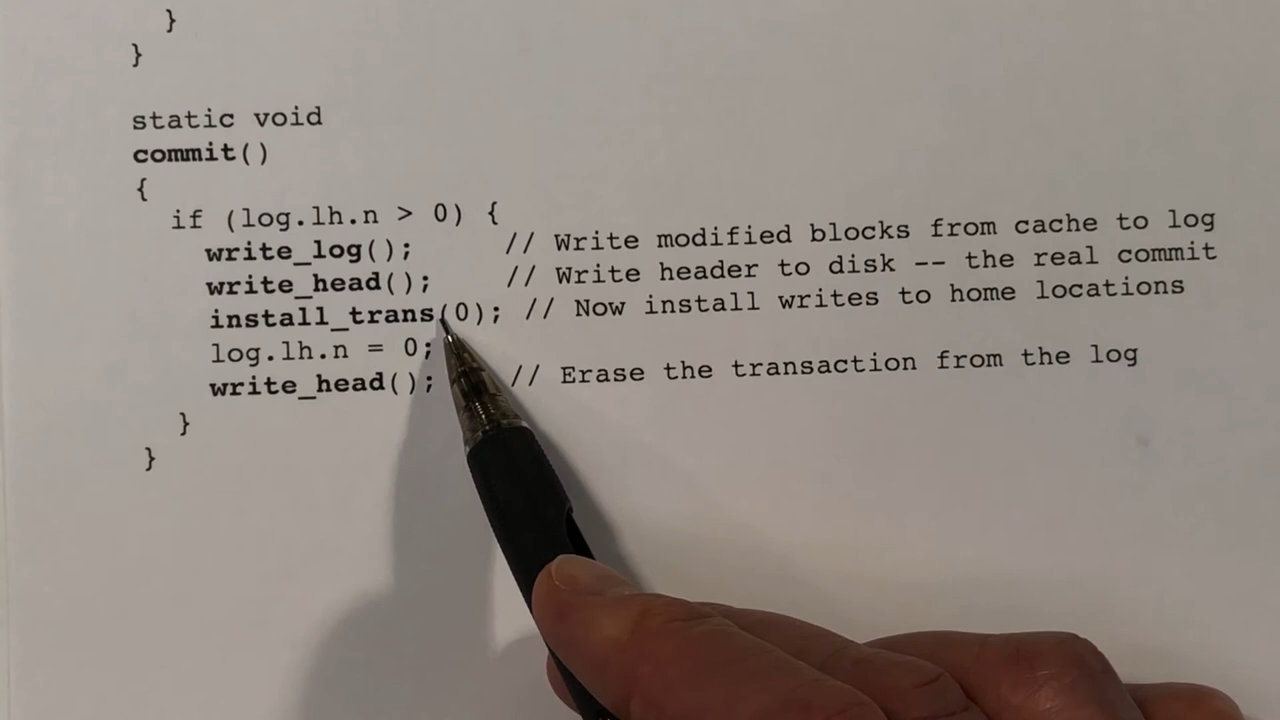 }
}
static void
commit()
{
if (log.lh.n > 0) {
write_log(); // Write modified blocks from cache to log
write_head(); // Write header to disk -- the real commit
install_trans(0); // Now install writes to home locations
log.lh.n = 0;
write_head(); // Erase the transaction from the log
}
}